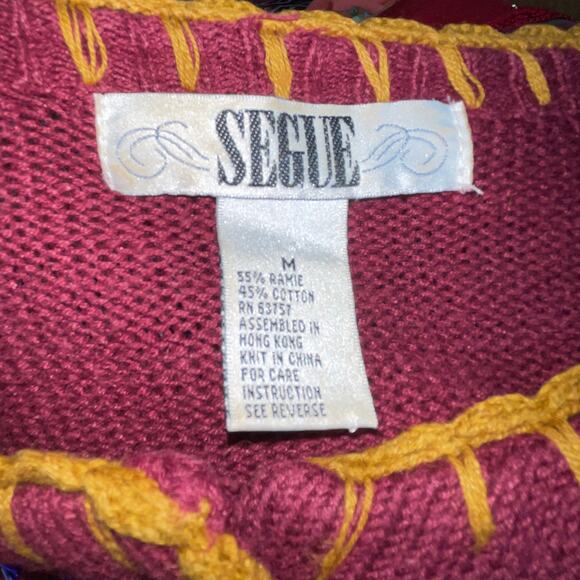 SEGUE
M
55% RAMIE
45% COTTON
RN 63757
ASSEMBLED IN
HONG KONG
KNIT IN CHINA
FOR CARE
INSTRUCTION
SEE REVERSE